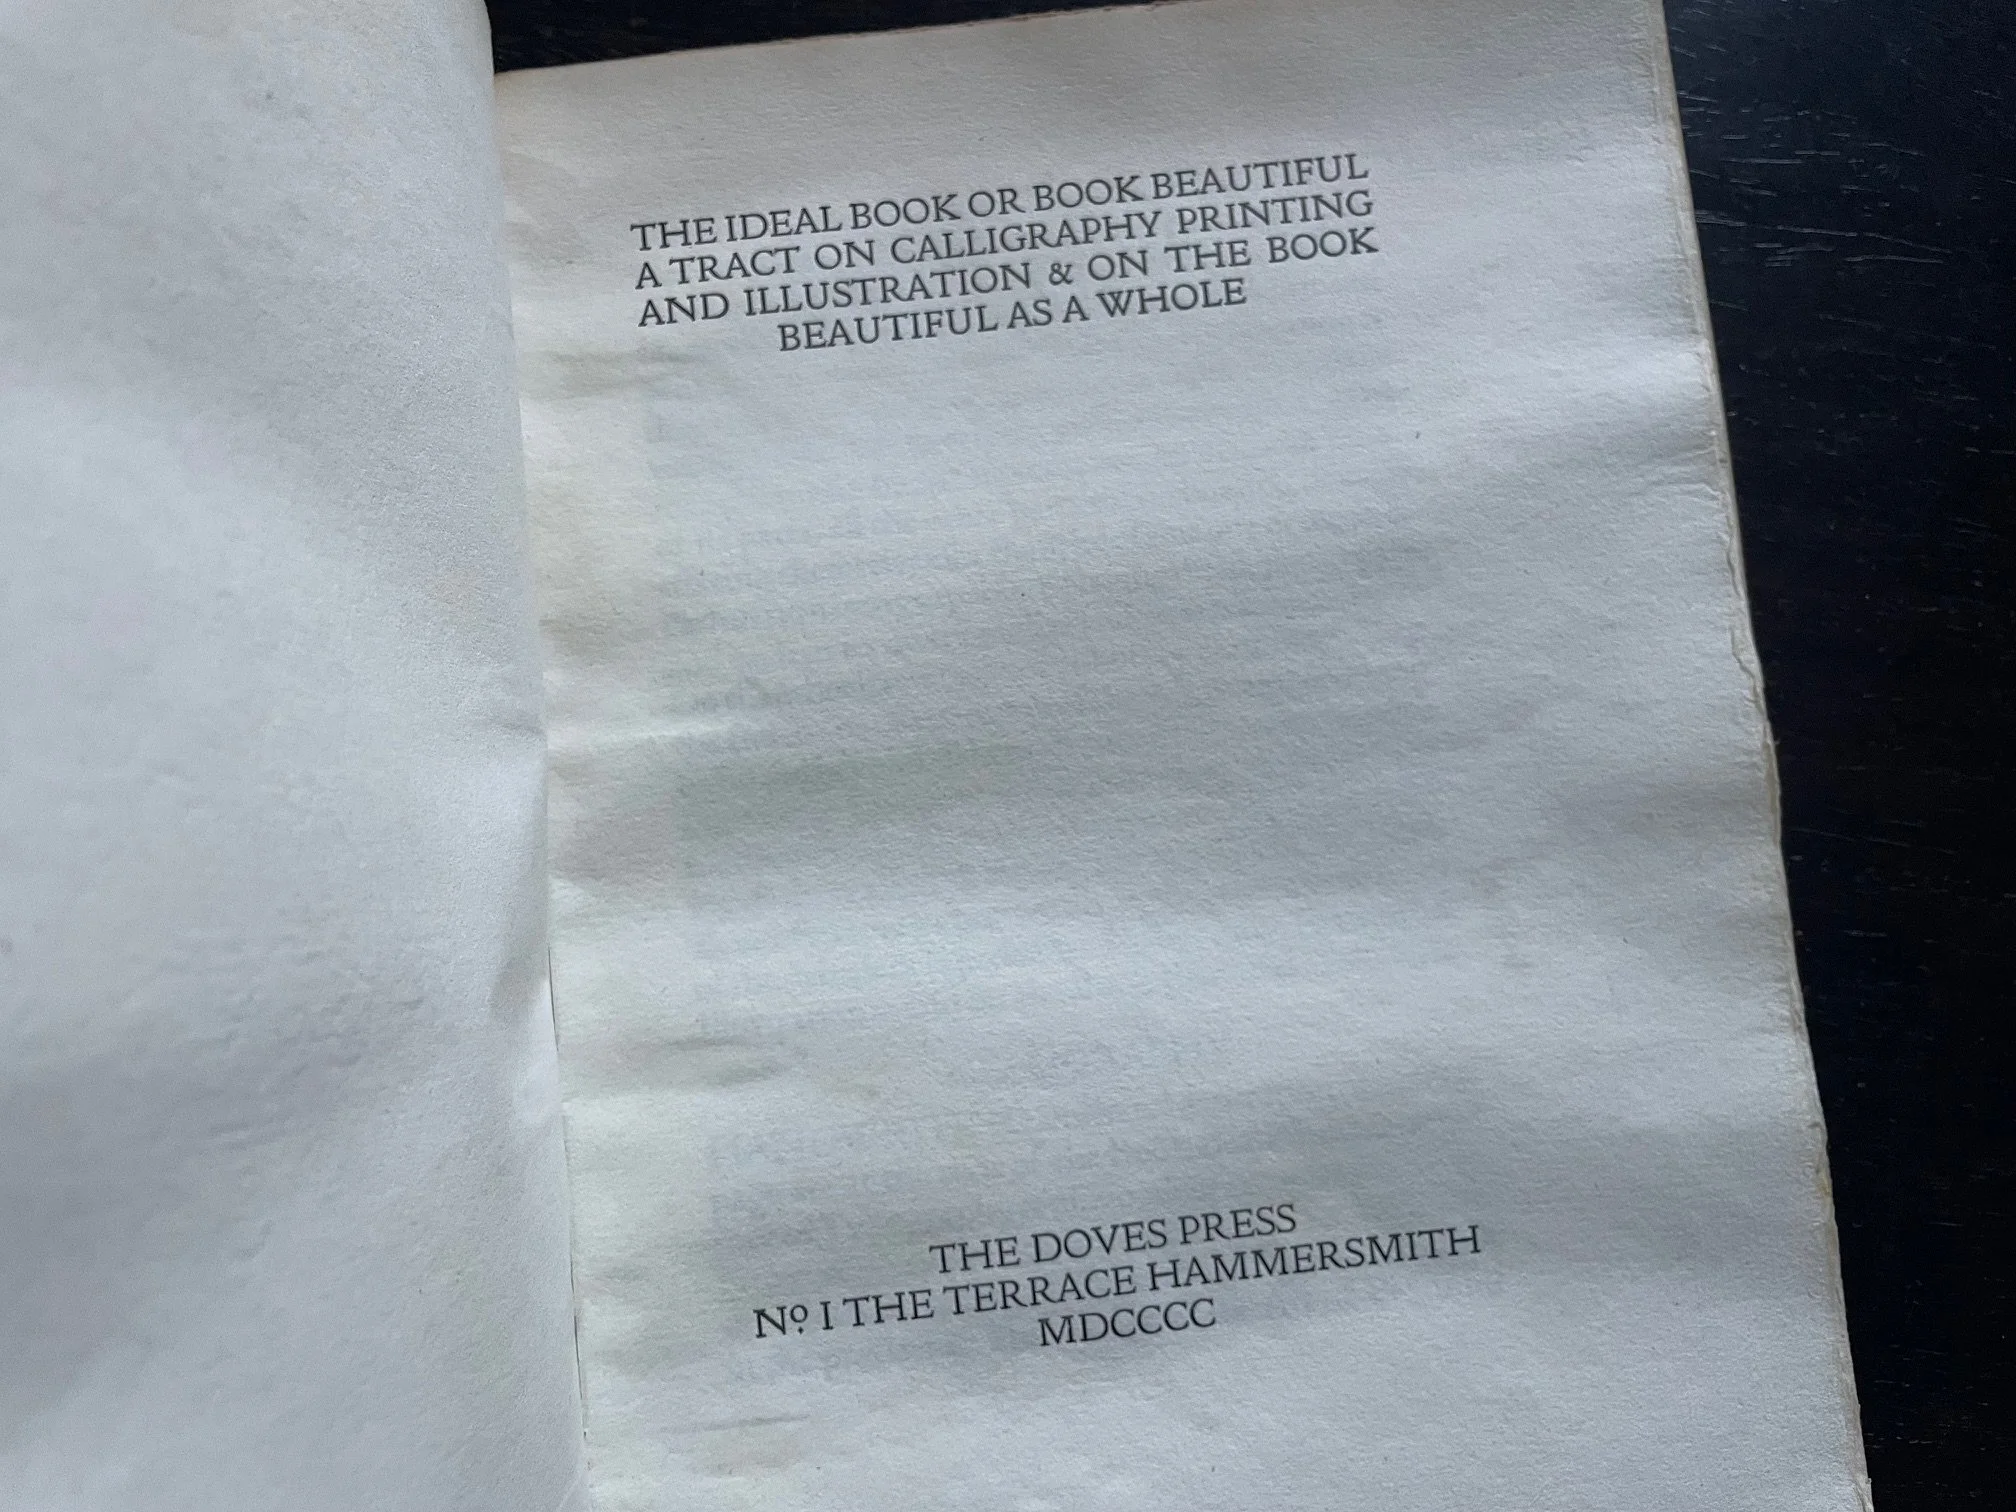 THE IDEAL BOOK OR BOOK BEAUTIFUL
A TRACT ON CALLIGRAPHY PRINTING
AND ILLUSTRATION & ON THE BOOK
BEAUTIFUL AS A WHOLE
THE DOVES PRESS
Nº I THE TERRACE HAMMERSMITH
MDCCCC